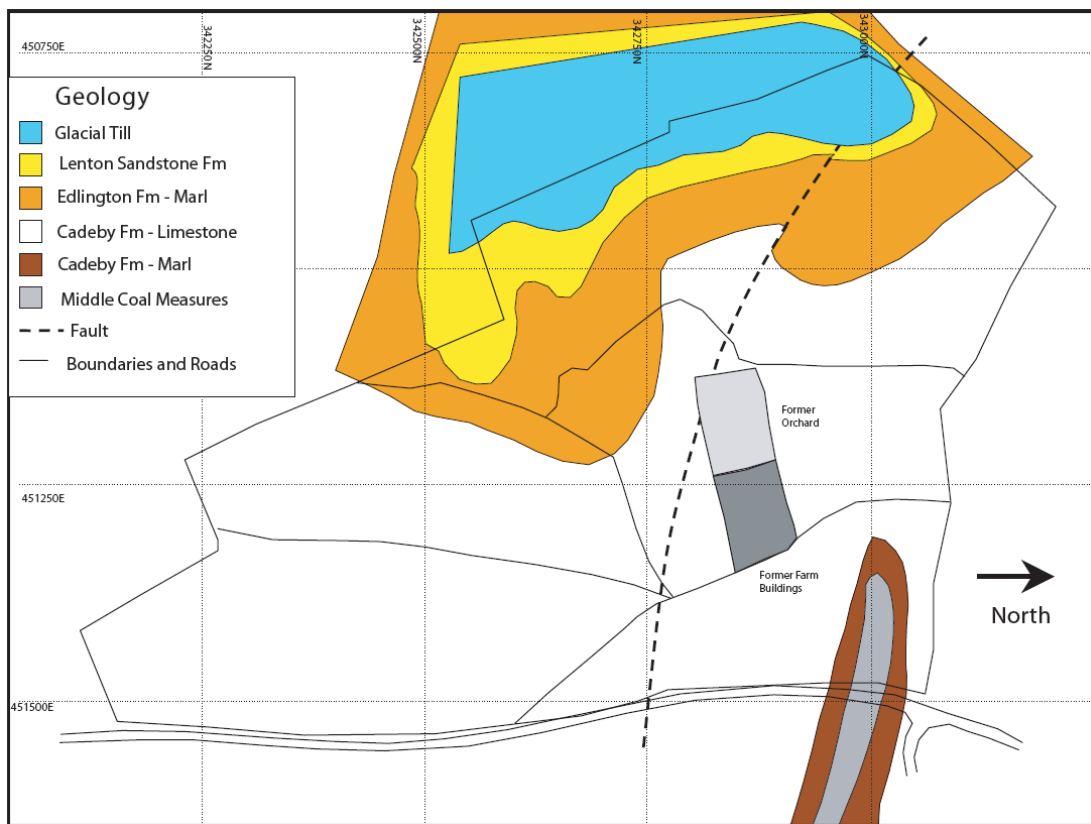 450750E
342250N
342500N
342750N
343000N
Geology
Glacial Till
Lenton Sandstone Fm
Edlington Fm - Marl
Cadeby Fm - Limestone
Cadeby Fm - Marl
Middle Coal Measures
Fault
Boundaries and Roads
Former
Orchard
451250E
Former Farm
Buildings
North
451500E